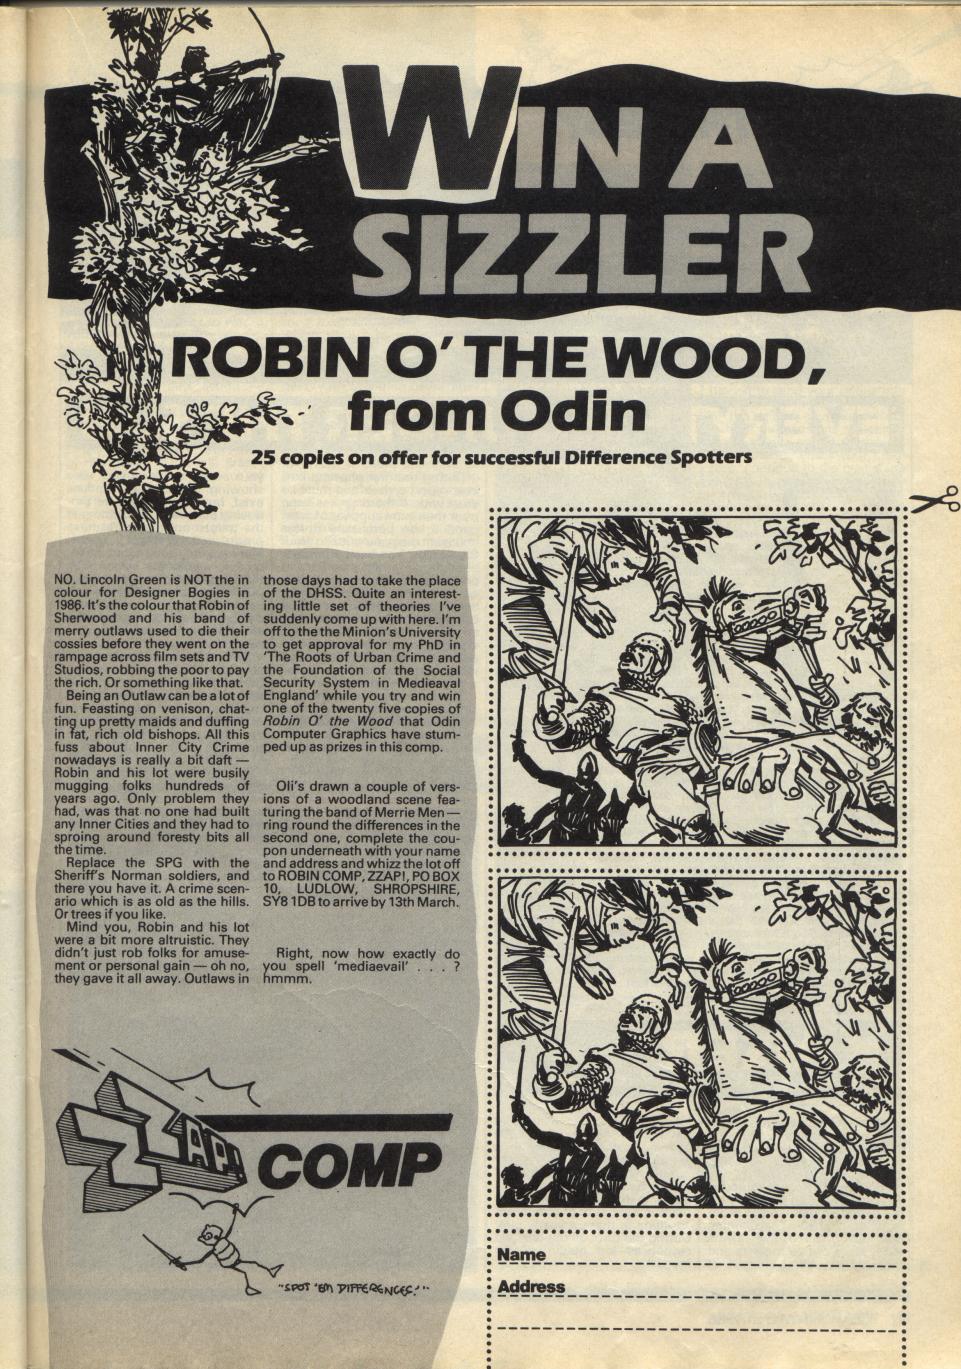 WIN A
SIZZLER
ROBIN O' THE WOOD,
from Odin
25 copies on offer for successful Difference Spotters
NO. Lincoln Green is NOT the in
colour for Designer Bogies in
1986. It's the colour that Robin of
Sherwood and his band of
merry outlaws used to die their
cossies before they went on the
rampage across film sets and TV
Studios, robbing the poor to pay
the rich. Or something like that.
Being an Outlaw can be a lot of
fun. Feasting on venison, chat-
ting up pretty maids and duffing
in fat, rich old bishops. All this
fuss about Inner City Crime
nowadays is really a bit daft —
Robin and his lot were busily
mugging folks hundreds of
years ago. Only problem they
had, was that no one had built
any Inner Cities and they had to
sproing around foresty bits all
the time.
Replace the SPG with the
Sheriff's Norman soldiers, and
there you have it. A crime scen-
ario which is as old as the hills.
Or trees if you like.
Mind you, Robin and his lot
were a bit more altruistic. They
didn't just rob folks for amuse-
ment or personal gain — oh no,
they gave it all away. Outlaws in
those days had to take the place
of the DHSS. Quite an interest-
ing little set of theories I've
suddenly come up with here. I'm
off to the the Minion's University
to get approval for my PhD in
'The Roots of Urban Crime and
the Foundation of the Social
Security System in Medieaval
England' while you try and win
one of the twenty five copies of
Robin O' the Wood that Odin
Computer Graphics have stum-
ped up as prizes in this comp.
Oli's drawn a couple of vers-
ions of a woodland scene fea-
turing the band of Merrie Men —
ring round the differences in the
second one, complete the cou-
pon underneath with your name
and address and whizz the lot off
to ROBIN COMP, ZZAP!, PO BOX
10, LUDLOW, SHROPSHIRE,
SY8 1DB to arrive by 13th March.
Right, now how exactly do
you spell 'mediaevail' . . . ?
hmmm.
ZZAP!
COMP
"SPOT 'EM DIFFERENCES!"
Name
Address